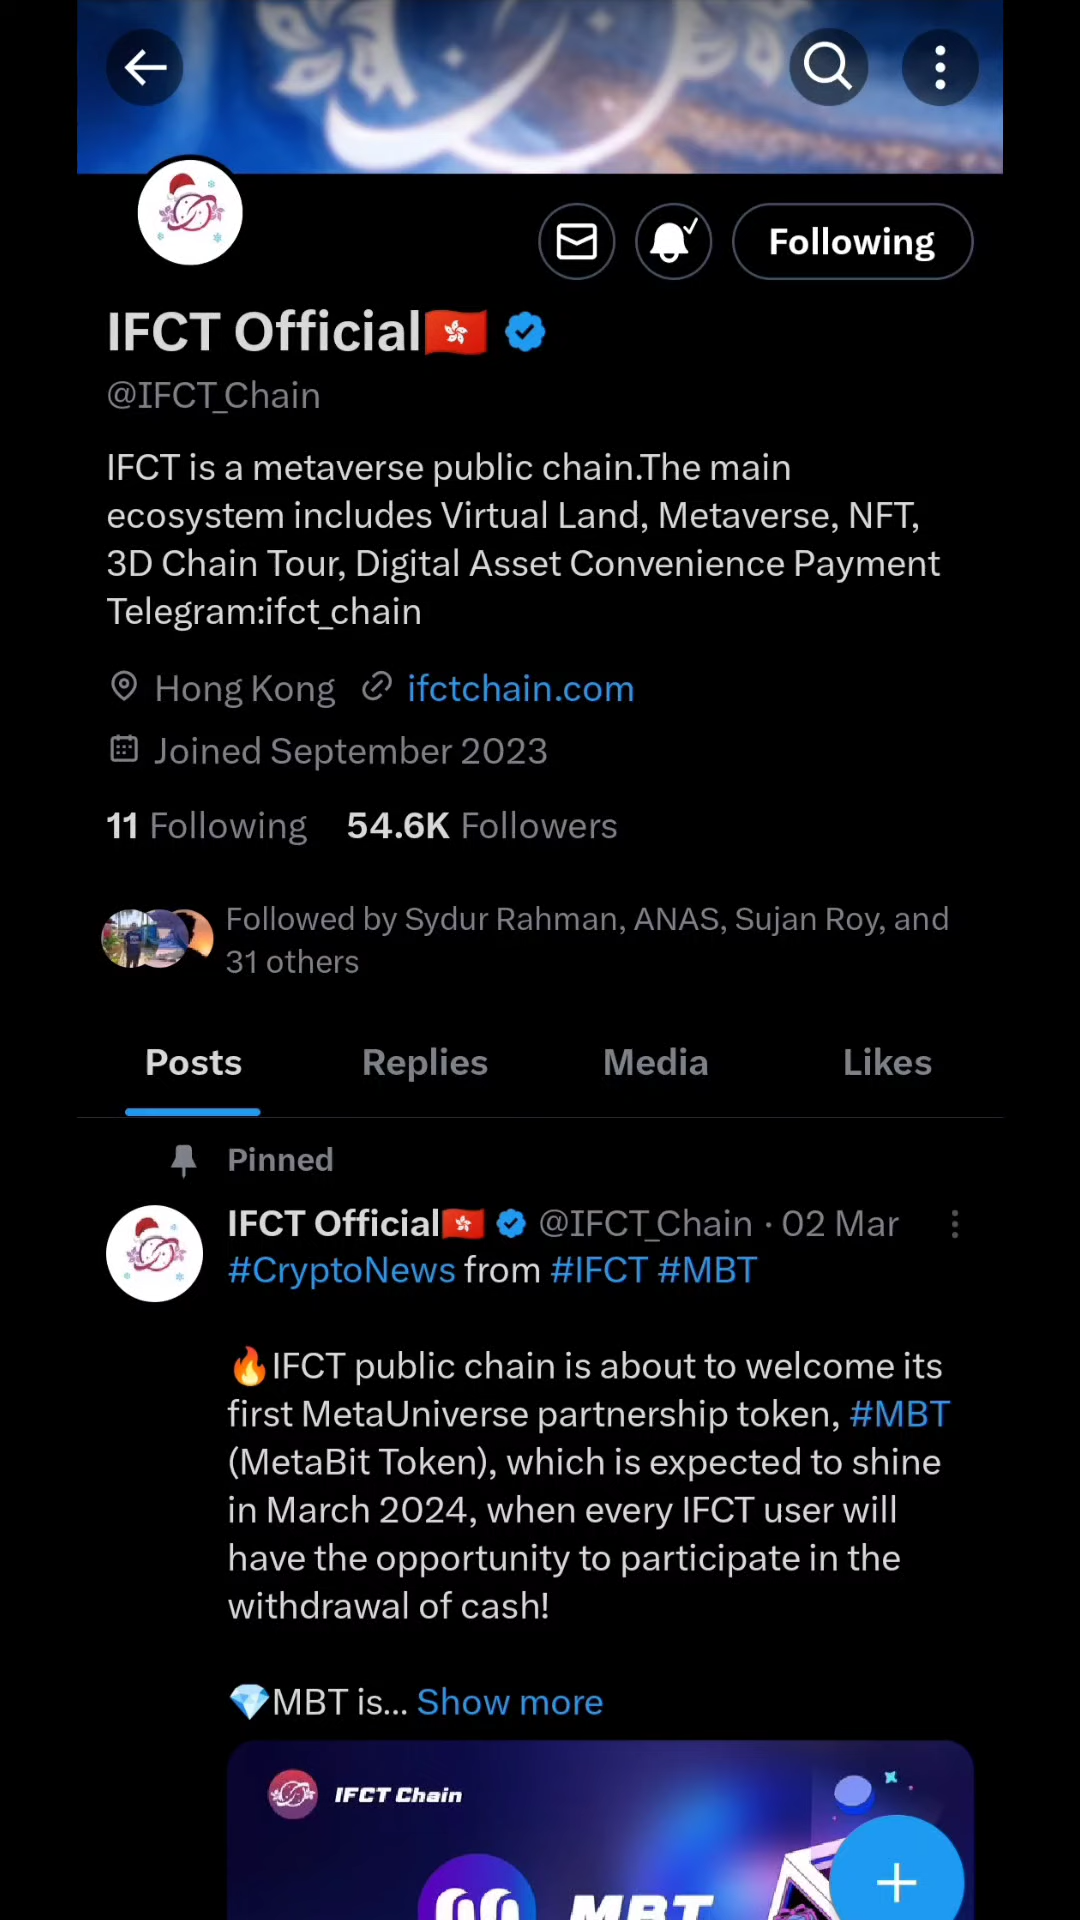 Following
IFCT Official🇭🇰
@IFCT_Chain
IFCT is a metaverse public chain.The main
ecosystem includes Virtual Land, Metaverse, NFT,
3D Chain Tour, Digital Asset Convenience Payment
Telegram:ifct_chain
Hong Kong ifctchain.com
Joined September 2023
11 Following 54.6K Followers
Followed by Sydur Rahman, ANAS, Sujan Roy, and
31 others
Posts Replies Media Likes
Pinned
IFCT Official🇭🇰 @IFCT_Chain · 02 Mar
#CryptoNews from #IFCT #MBT
🔥IFCT public chain is about to welcome its
first MetaUniverse partnership token, #MBT
(MetaBit Token), which is expected to shine
in March 2024, when every IFCT user will
have the opportunity to participate in the
withdrawal of cash!
💎MBT is... Show more
IFCT Chain
MBT